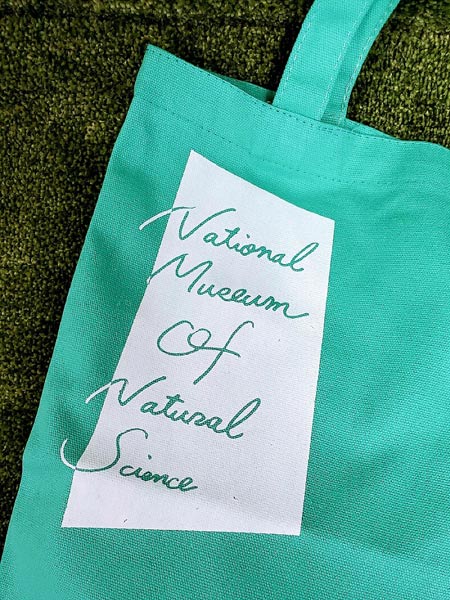 National
Museum
Of
Natural
Science